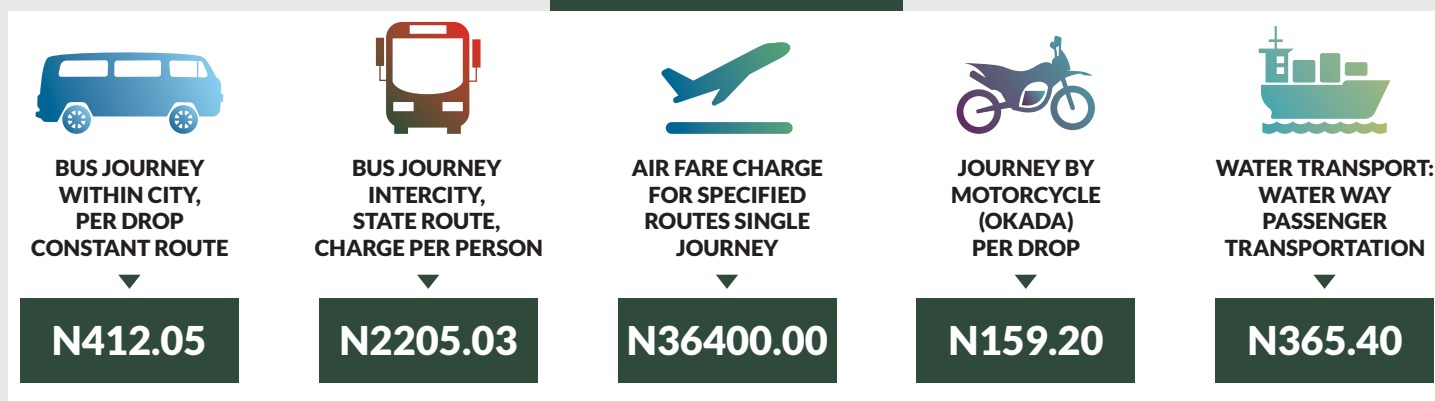 BUS JOURNEY
WITHIN CITY,
PER DROP
CONSTANT ROUTE
N412.05
BUS JOURNEY
INTERCITY,
STATE ROUTE,
CHARGE PER PERSON
N2205.03
AIR FARE CHARGE
FOR SPECIFIED
ROUTES SINGLE
JOURNEY
N36400.00
JOURNEY BY
MOTORCYCLE
(OKADA)
PER DROP
N159.20
WATER TRANSPORT:
WATER WAY
PASSENGER
TRANSPORTATION
N365.40